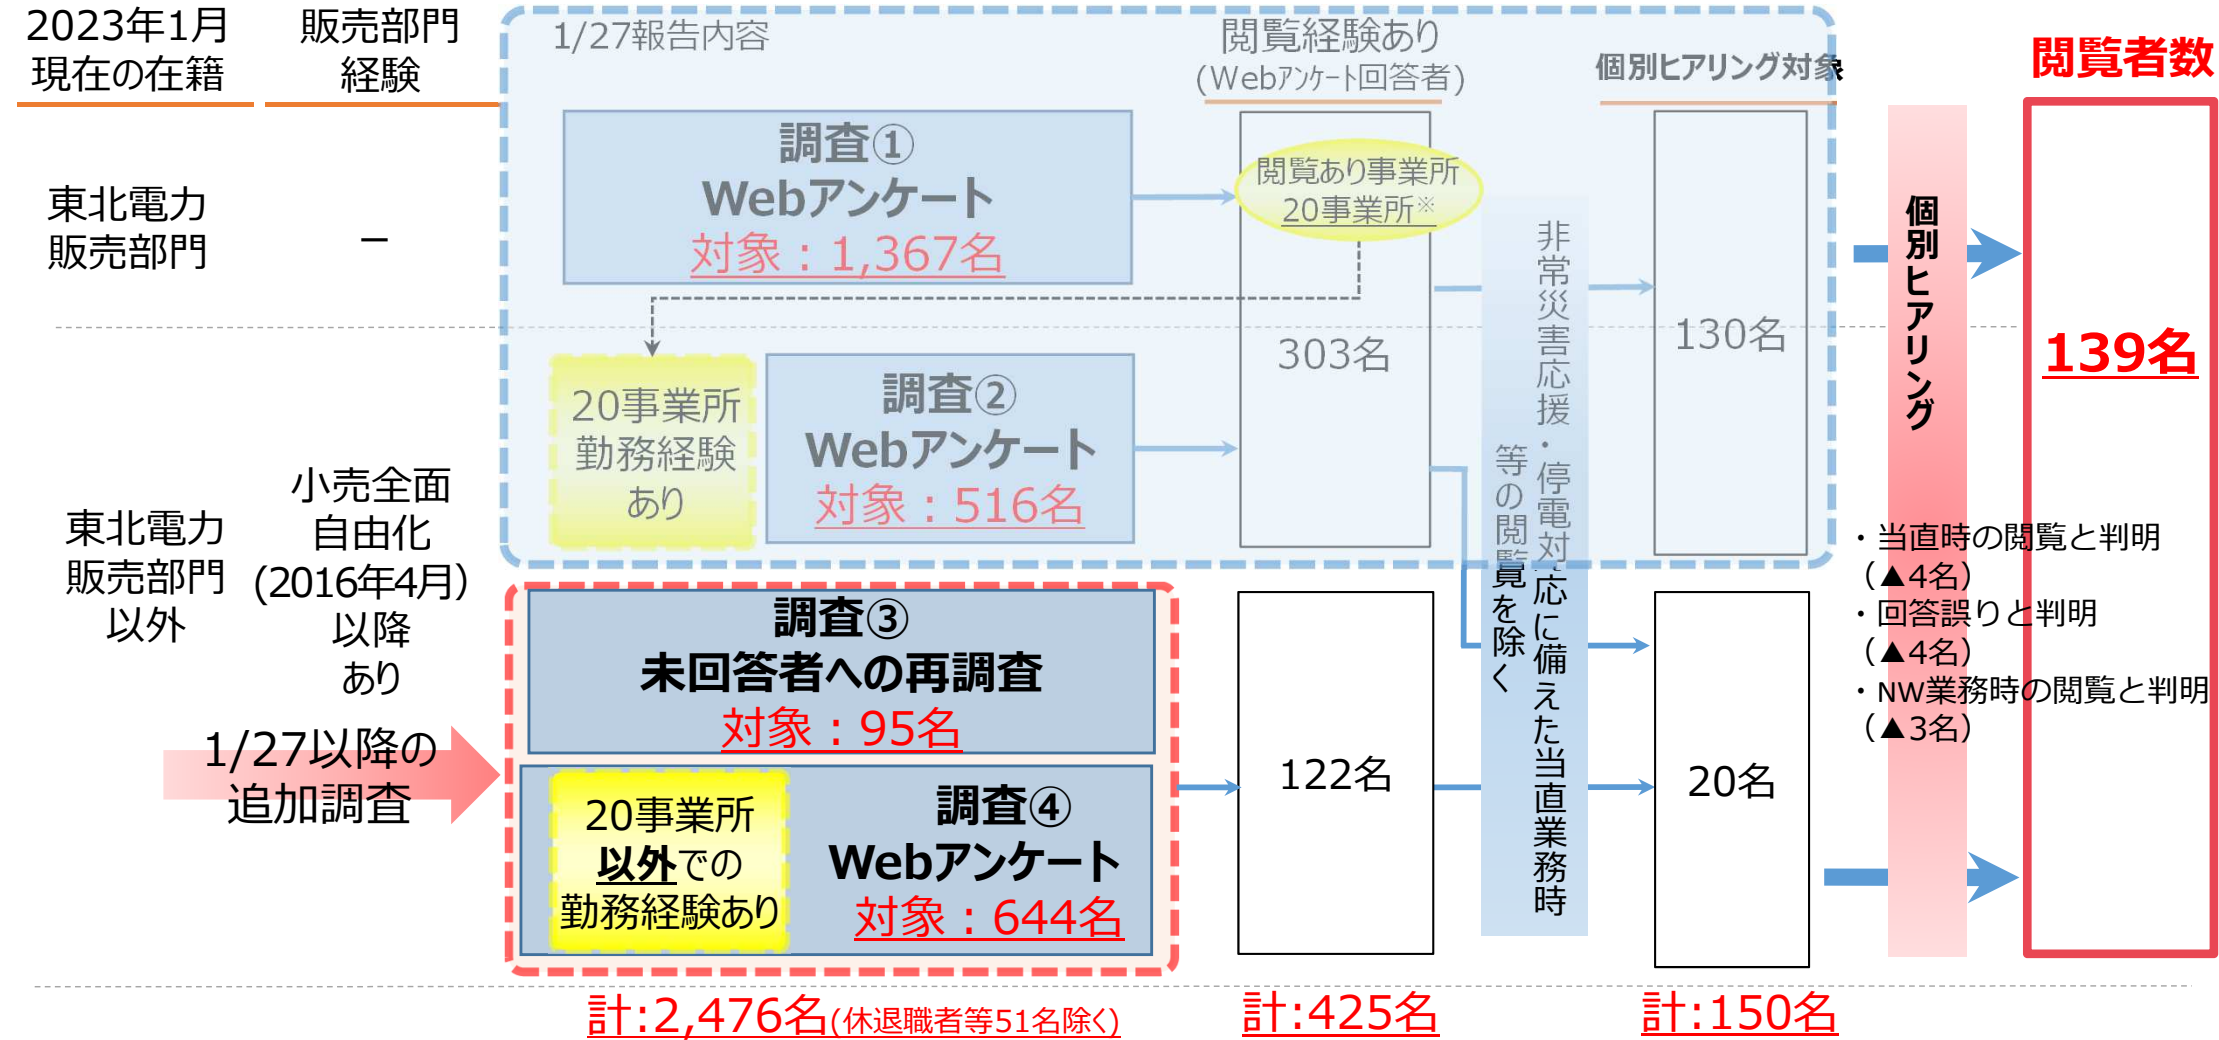 2023年1月
現在の在籍
販売部門
経験
1/27報告内容
閲覧経験あり
(Webアンケート回答者)
個別ヒアリング対象
閲覧者数
東北電力
販売部門
－
調査①
Webアンケート
対象：1,367名
閲覧あり事業所
20事業所※
20事業所
勤務経験
あり
調査②
Webアンケート
対象：516名
303名
非常災害応援・停電対応に備えた当直業務時
等の閲覧を除く
130名
個別ヒアリング
139名
東北電力
販売部門
以外
小売全面
自由化
(2016年4月)
以降
あり
1/27以降の
追加調査
調査③
未回答者への再調査
対象：95名
20事業所
以外での
勤務経験あり
調査④
Webアンケート
対象：644名
122名
20名
・当直時の閲覧と判明
（▲4名）
・回答誤りと判明
（▲4名）
・NW業務時の閲覧と判明
（▲3名）
計:2,476名(休退職者等51名除く)
計:425名
計:150名